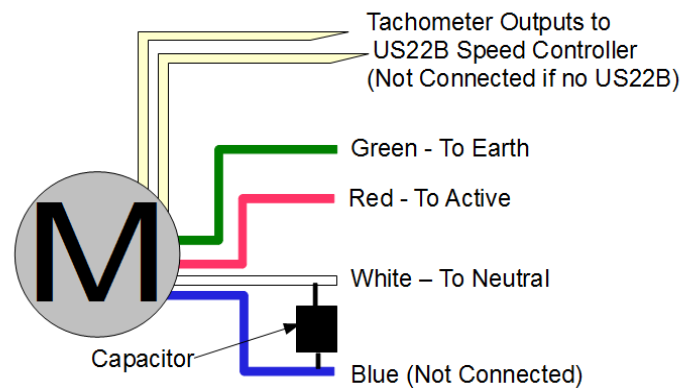 Tachometer Outputs to
US22B Speed Controller
(Not Connected if no US22B)
Green - To Earth
Red - To Active
M
White – To Neutral
Capacitor
Blue (Not Connected)